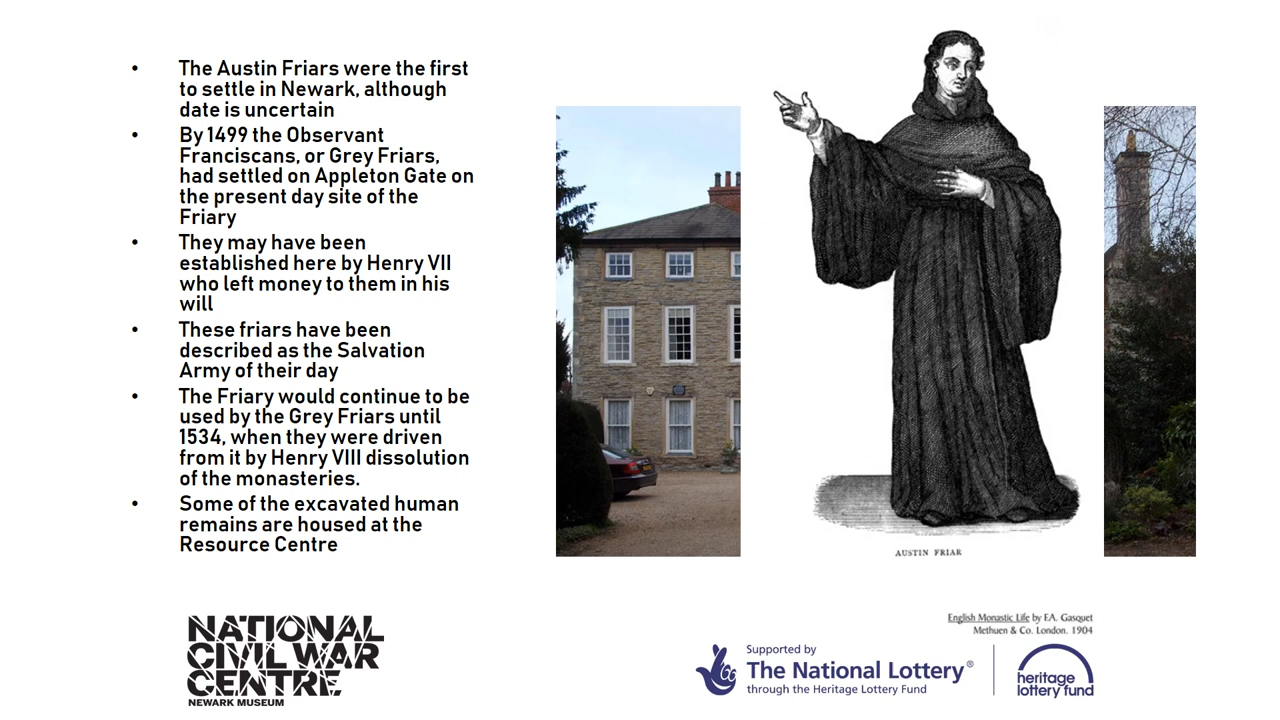 • The Austin Friars were the first
to settle in Newark, although
date is uncertain
• By 1499 the Observant
Franciscans, or Grey Friars,
had settled on Appleton Gate on
the present day site of the
Friary
• They may have been
established here by Henry VII
who left money to them in his
will
• These friars have been
described as the Salvation
Army of their day
• The Friary would continue to be
used by the Grey Friars until
1534, when they were driven
from it by Henry VIII dissolution
of the monasteries.
• Some of the excavated human
remains are housed at the
Resource Centre
AUSTIN FRIAR
English Monastic Life by F.A. Gasquet
Methuen & Co. London. 1904
NATIONAL
CIVIL WAR
CENTRE
NEWARK MUSEUM
Supported by
The National Lottery®
through the Heritage Lottery Fund
heritage
lottery fund